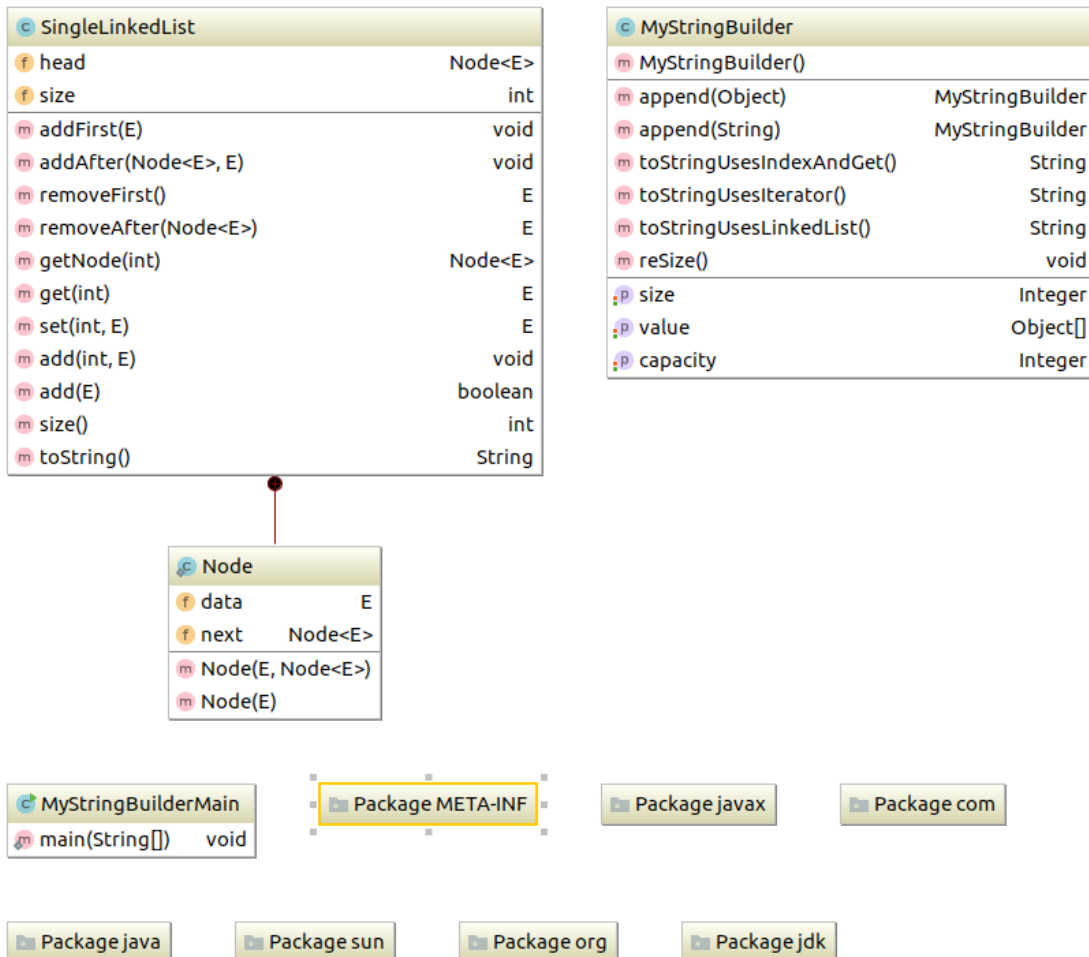 SingleLinkedList
head Node<E>
size int
addFirst(E) void
addAfter(Node<E>, E) void
removeFirst() E
removeAfter(Node<E>) E
getNode(int) Node<E>
get(int) E
set(int, E) E
add(int, E) void
add(E) boolean
size() int
toString() String
MyStringBuilder
MyStringBuilder()
append(Object) MyStringBuilder
append(String) MyStringBuilder
toStringUsesIndexAndGet() String
toStringUsesIterator() String
toStringUsesLinkedList() String
reSize() void
size Integer
value Object[]
capacity Integer
Node
data E
next Node<E>
Node(E, Node<E>)
Node(E)
MyStringBuilderMain
main(String[]) void
Package META-INF
Package javax
Package com
Package java
Package sun
Package org
Package jdk